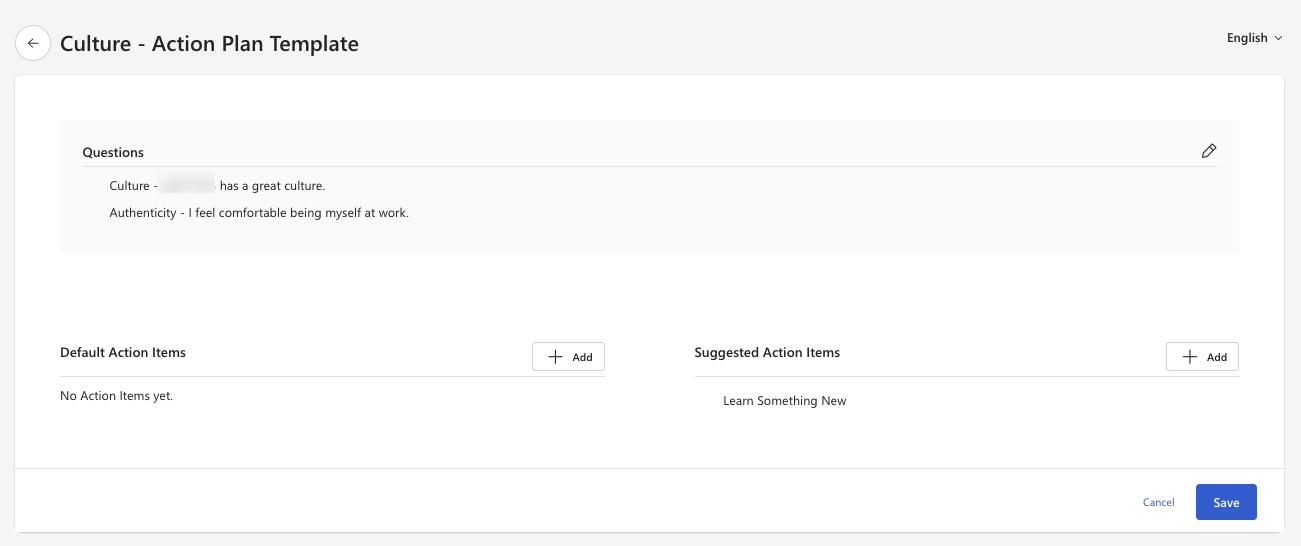 Culture - Action Plan Template
English
Questions
Culture - has a great culture.
Authenticity - I feel comfortable being myself at work.
Default Action Items
Add
Suggested Action Items
Add
No Action Items yet.
Learn Something New
Cancel
Save